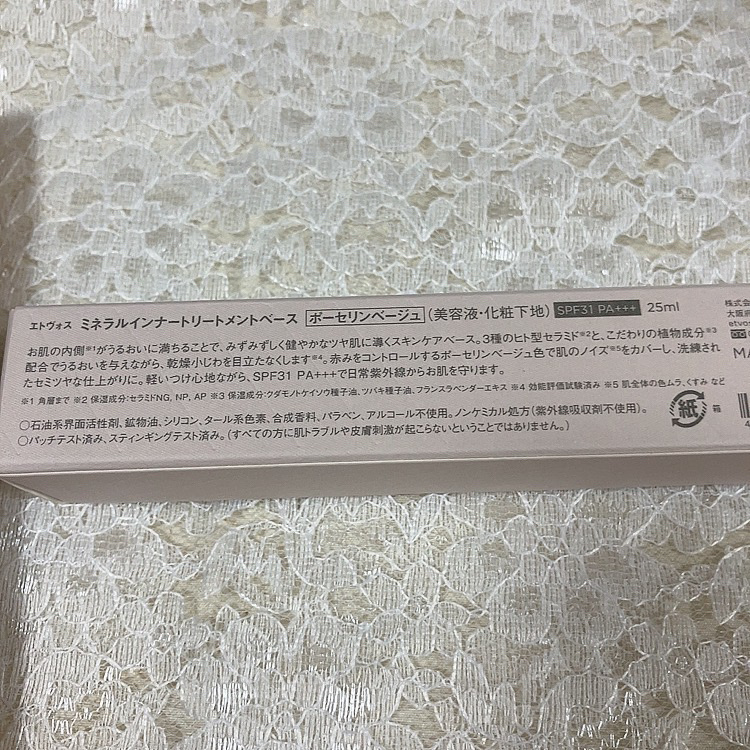 エトヴォス ミネラルインナートリートメントベース ポーセリンベージュ (美容液・化粧下地) SPF31 PA+++ 25ml
お肌の内側※1がうるおいに満ちることで、みずみずしく健やかなツヤ肌に導くスキンケアベース。3種のヒト型セラミド※2と、こだわりの植物成分※3
配合でうるおいを与えながら、乾燥小じわを目立たなくします※4。赤みをコントロールするポーセリンベージュ色で肌のノイズ※5をカバーし、洗練され
たセミツヤな仕上がりに。軽いつけ心地ながら、SPF31 PA+++で日常紫外線からお肌を守ります。
※1 角層まで ※2 保湿成分:セラミドNG, NP, AP ※3 保湿成分:クダモノトケイソウ種子油、ツバキ種子油、フランスラベンダーエキス ※4 効能評価試験済み ※5 肌全体の色ムラ、くすみ など
○石油系界面活性剤、鉱物油、シリコン、タール系色素、合成香料、パラベン、アルコール不使用。ノンケミカル処方(紫外線吸収剤不使用)。
○パッチテスト済み、スティンギングテスト済み。(すべての方に肌トラブルや皮膚刺激が起こらないということではありません。)
株式会
大阪府
etvos
MA
紙 箱
4